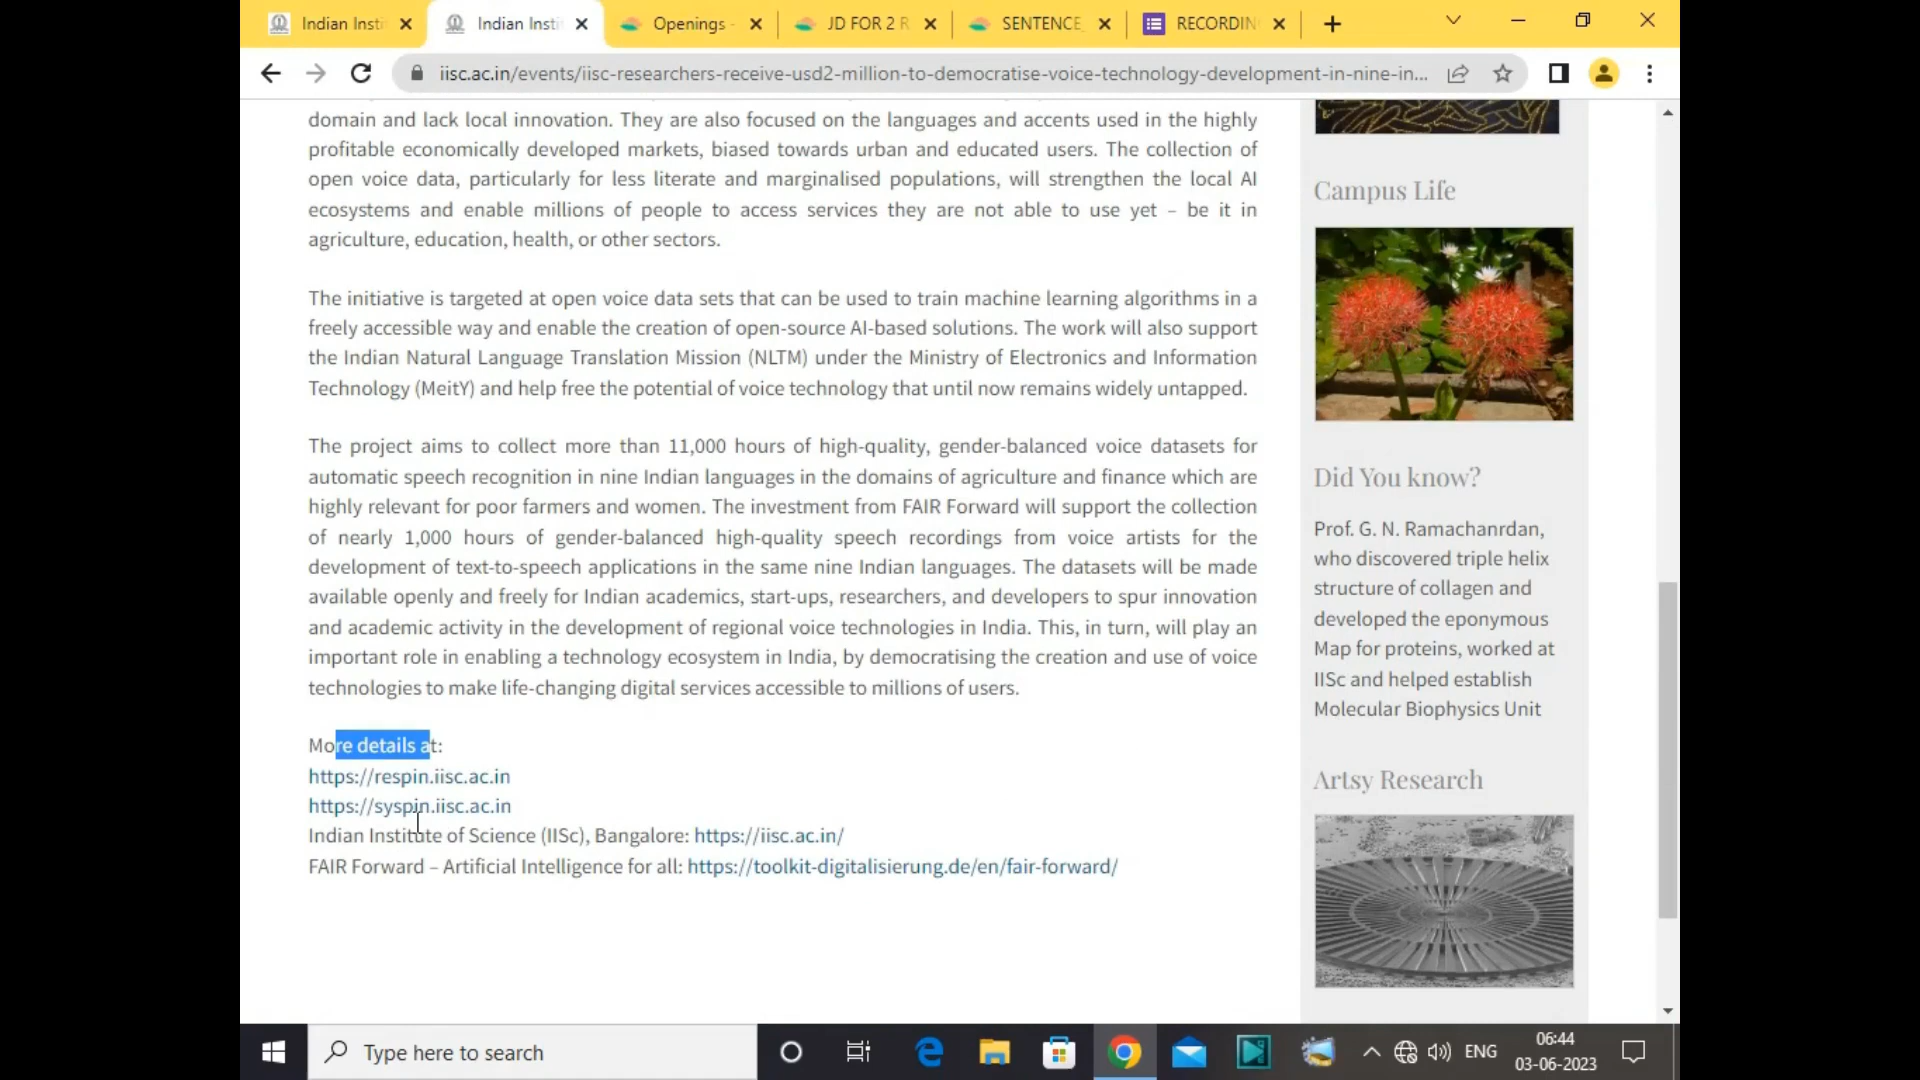 Indian Insti
Indian Insti
Openings -
JD FOR 2 R
SENTENCE_
RECORDIN
iisc.ac.in/events/iisc-researchers-receive-usd2-million-to-democratise-voice-technology-development-in-nine-in...
domain and lack local innovation. They are also focused on the languages and accents used in the highly
profitable economically developed markets, biased towards urban and educated users. The collection of
open voice data, particularly for less literate and marginalised populations, will strengthen the local AI
ecosystems and enable millions of people to access services they are not able to use yet – be it in
agriculture, education, health, or other sectors.
The initiative is targeted at open voice data sets that can be used to train machine learning algorithms in a
freely accessible way and enable the creation of open-source AI-based solutions. The work will also support
the Indian Natural Language Translation Mission (NLTM) under the Ministry of Electronics and Information
Technology (MeitY) and help free the potential of voice technology that until now remains widely untapped.
The project aims to collect more than 11,000 hours of high-quality, gender-balanced voice datasets for
automatic speech recognition in nine Indian languages in the domains of agriculture and finance which are
highly relevant for poor farmers and women. The investment from FAIR Forward will support the collection
of nearly 1,000 hours of gender-balanced high-quality speech recordings from voice artists for the
development of text-to-speech applications in the same nine Indian languages. The datasets will be made
available openly and freely for Indian academics, start-ups, researchers, and developers to spur innovation
and academic activity in the development of regional voice technologies in India. This, in turn, will play an
important role in enabling a technology ecosystem in India, by democratising the creation and use of voice
technologies to make life-changing digital services accessible to millions of users.
More details at:
https://respin.iisc.ac.in
https://syspin.iisc.ac.in
Indian Institute of Science (IISc), Bangalore: https://iisc.ac.in/
FAIR Forward – Artificial Intelligence for all: https://toolkit-digitalisierung.de/en/fair-forward/
Campus Life
Did You know?
Prof. G. N. Ramachanrdan,
who discovered triple helix
structure of collagen and
developed the eponymous
Map for proteins, worked at
IISc and helped establish
Molecular Biophysics Unit
Artsy Research
Type here to search
ENG
06:44
03-06-2023